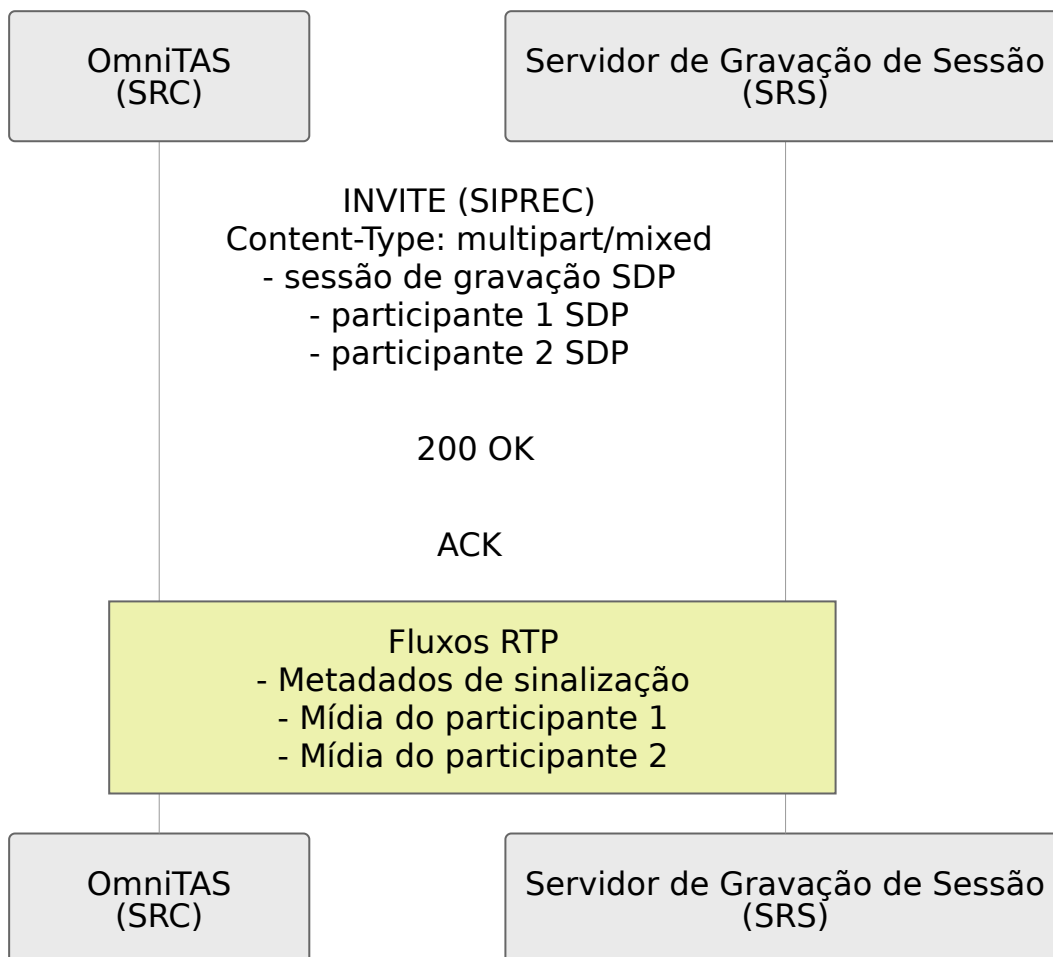 OmniTAS
(SRC)
Servidor de Gravação de Sessão
(SRS)
INVITE (SIPREC)
Content-Type: multipart/mixed
- sessão de gravação SDP
- participante 1 SDP
- participante 2 SDP
200 OK
ACK
Fluxos RTP
- Metadados de sinalização
- Mídia do participante 1
- Mídia do participante 2
OmniTAS
(SRC)
Servidor de Gravação de Sessão
(SRS)